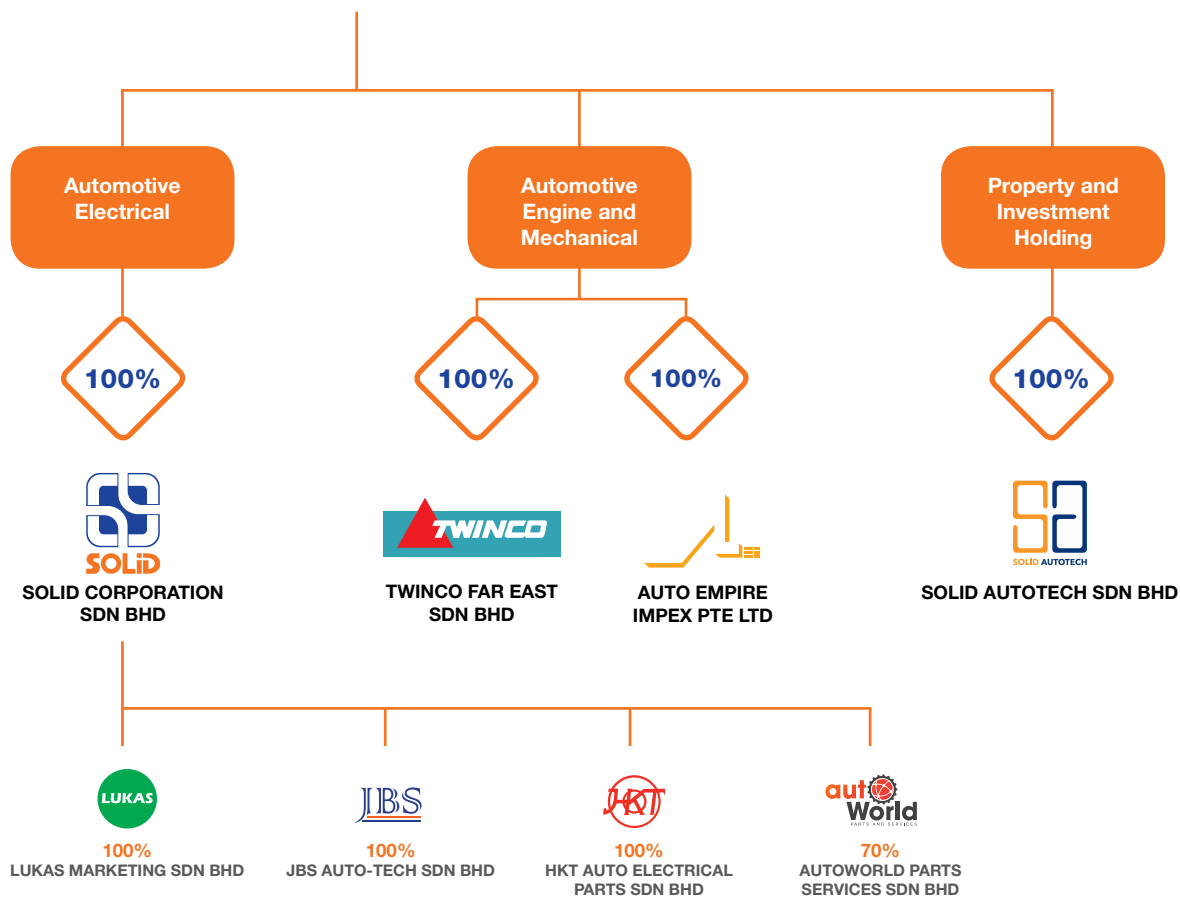 Automotive
Electrical
Automotive
Engine and
Mechanical
Property and
Investment
Holding
100%
100%
100%
100%
SOLiD
TWINCO
SOLID AUTOTECH
SOLID CORPORATION
SDN BHD
TWINCO FAR EAST
SDN BHD
AUTO EMPIRE
IMPEX PTE LTD
SOLID AUTOTECH SDN BHD
LUKAS
JBS
HKT
auto
World
PARTS AND SERVICES
100%
LUKAS MARKETING SDN BHD
100%
JBS AUTO-TECH SDN BHD
100%
HKT AUTO ELECTRICAL
PARTS SDN BHD
70%
AUTOWORLD PARTS
SERVICES SDN BHD